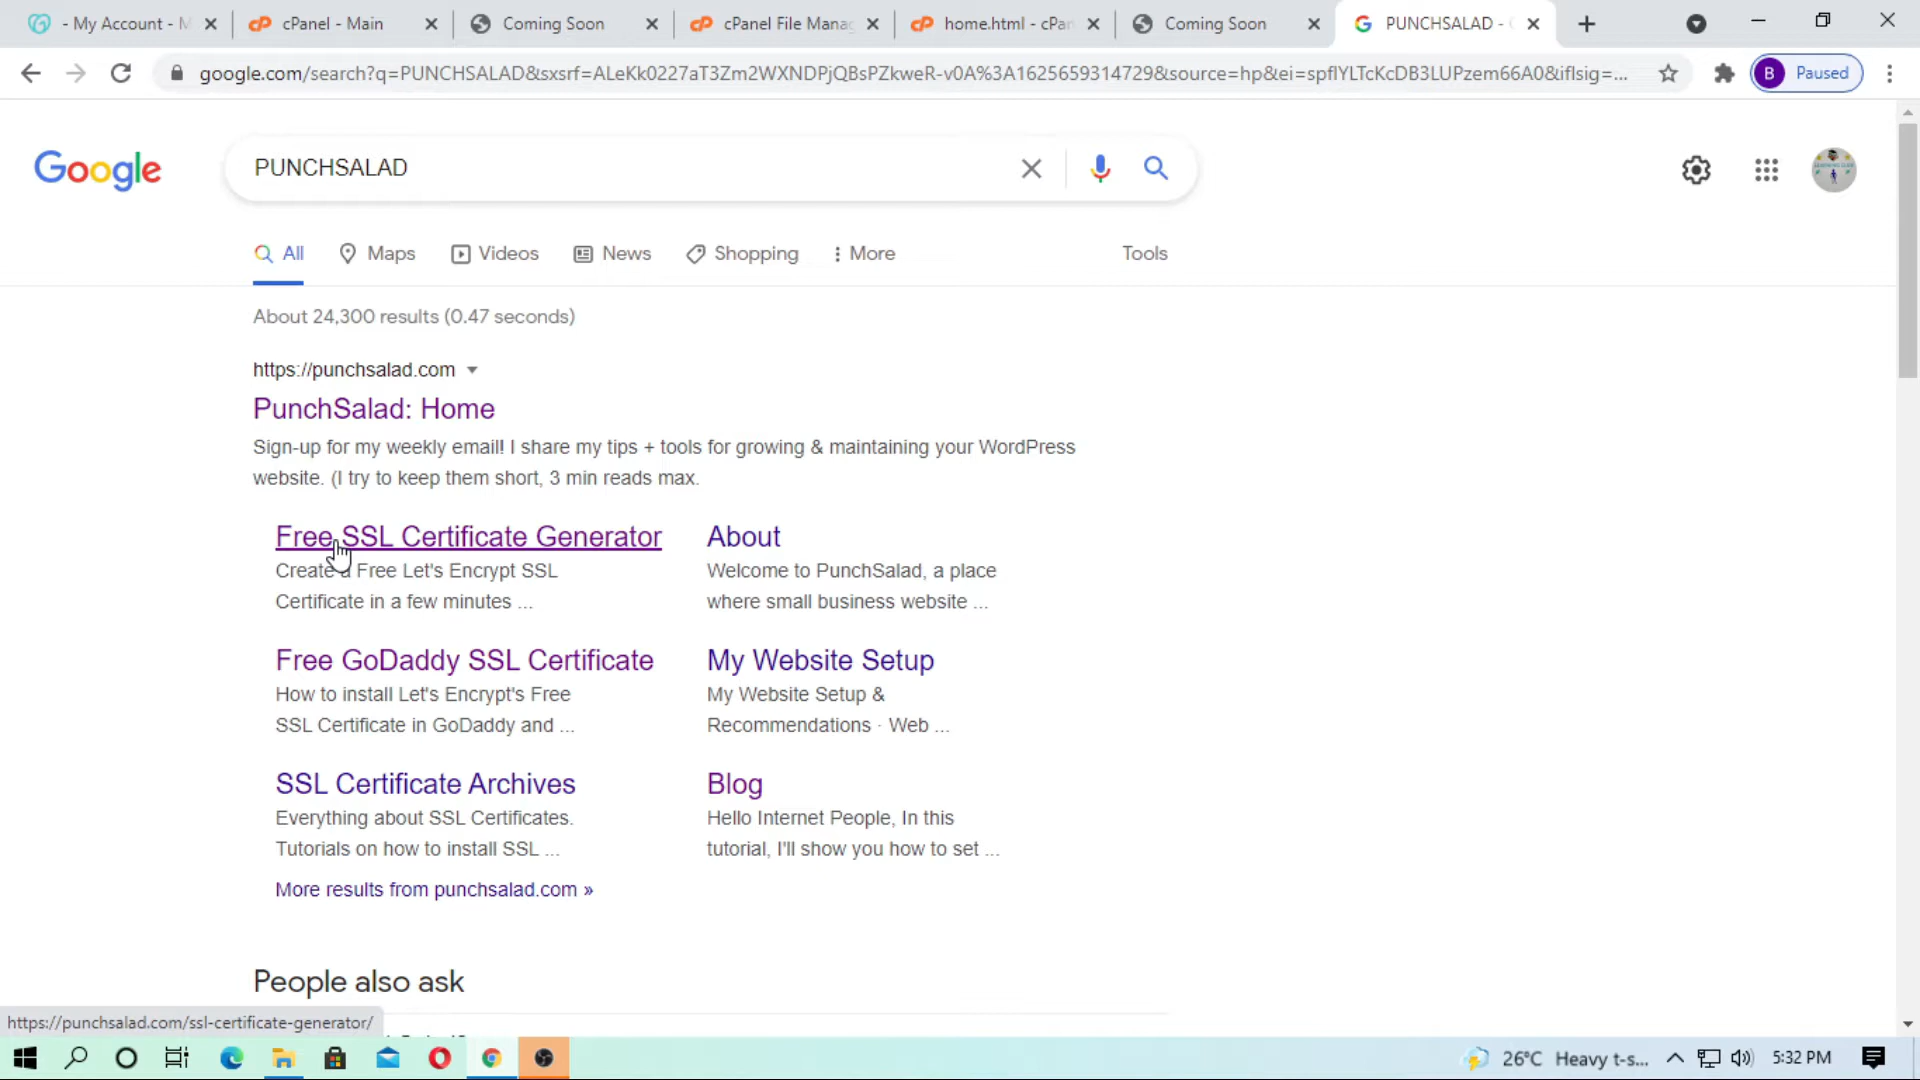 - My Account - M
cPanel - Main
Coming Soon
cPanel File Mana
home.html - cPan
Coming Soon
PUNCHSALAD -
google.com/search?q=PUNCHSALAD&sxsrf=ALeKk0227aT3Zm2WXNDPjQBsPZkweR-v0A%3A1625659314729&source=hp&ei=spflYLTcKcDB3LUPzem66A0&iflsig=...
B Paused
Google
PUNCHSALAD
All Maps Videos News Shopping More Tools
About 24,300 results (0.47 seconds)
https://punchsalad.com
PunchSalad: Home
Sign-up for my weekly email! I share my tips + tools for growing & maintaining your WordPress
website. (I try to keep them short, 3 min reads max.
Free SSL Certificate Generator
Create a Free Let's Encrypt SSL
Certificate in a few minutes ...
About
Welcome to PunchSalad, a place
where small business website ...
Free GoDaddy SSL Certificate
How to install Let's Encrypt's Free
SSL Certificate in GoDaddy and ...
My Website Setup
My Website Setup &
Recommendations · Web ...
SSL Certificate Archives
Everything about SSL Certificates.
Tutorials on how to install SSL ...
Blog
Hello Internet People, In this
tutorial, I'll show you how to set ...
More results from punchsalad.com »
People also ask
https://punchsalad.com/ssl-certificate-generator/
26°C Heavy t-s...
5:32 PM